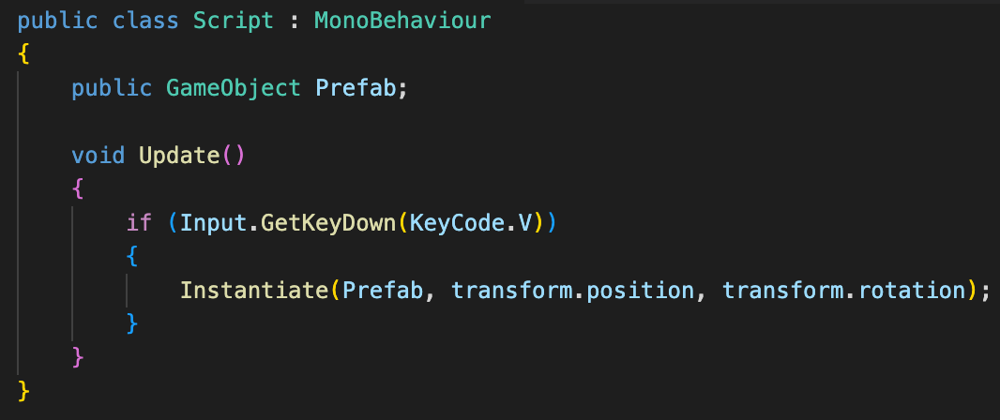 public class Script : MonoBehaviour
{
    public GameObject Prefab;

    void Update()
    {
        if (Input.GetKeyDown(KeyCode.V))
        {
            Instantiate(Prefab, transform.position, transform.rotation);
        }
    }
}